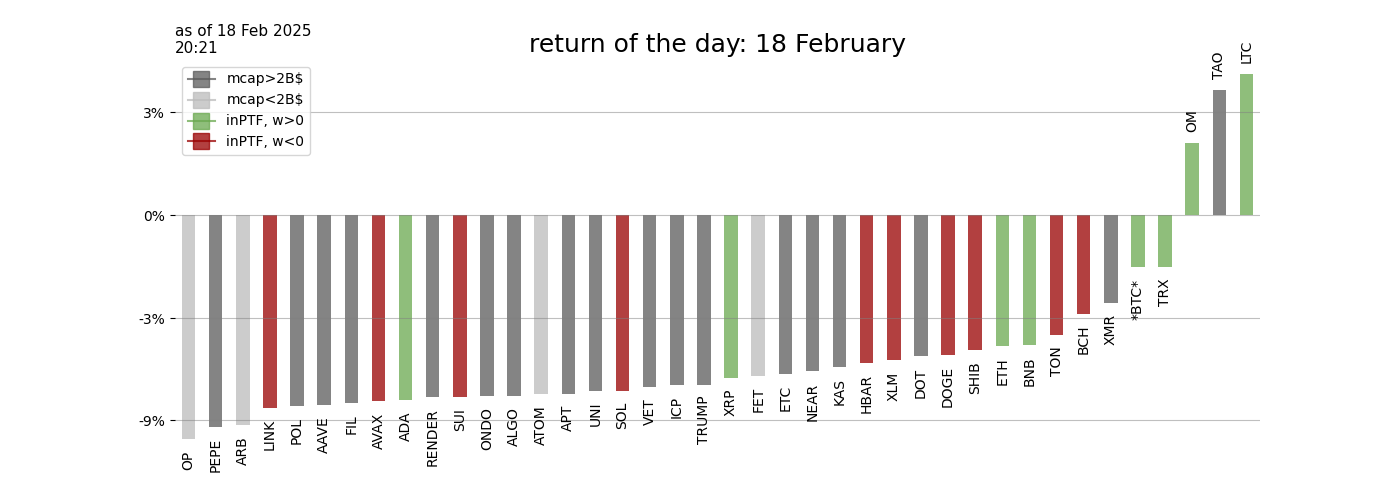 as of 18 Feb 2025
20:21
return of the day: 18 February
mcap>2B$
mcap<2B$
inPTF, w>0
inPTF, w<0
3%
0%
-3%
-9%
OP
PEPE
ARB
LINK
POL
AAVE
FIL
AVAX
ADA
RENDER
SUI
ONDO
ALGO
ATOM
APT
UNI
SOL
VET
ICP
TRUMP
XRP
FET
ETC
NEAR
KAS
HBAR
XLM
DOT
DOGE
SHIB
ETH
BNB
TON
BCH
XMR
*BTC*
TRX
OM
TAO
LTC